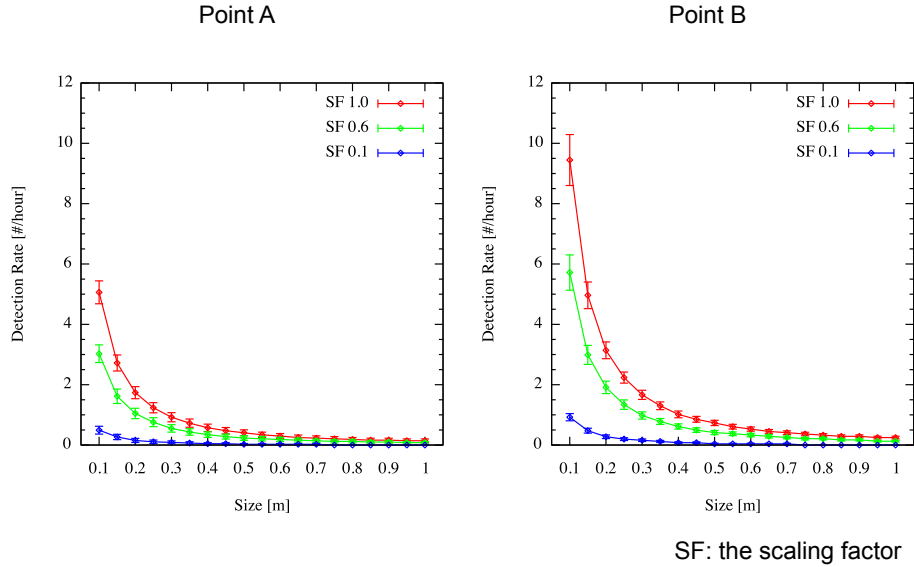 Point A
12
10
8
6
4
2
0
Detection Rate [#/hour]
SF 1.0
SF 0.6
SF 0.1
0.1 0.2 0.3 0.4 0.5 0.6 0.7 0.8 0.9 1
Size [m]
Point B
12
10
8
6
4
2
0
Detection Rate [#/hour]
SF 1.0
SF 0.6
SF 0.1
0.1 0.2 0.3 0.4 0.5 0.6 0.7 0.8 0.9 1
Size [m]
SF: the scaling factor